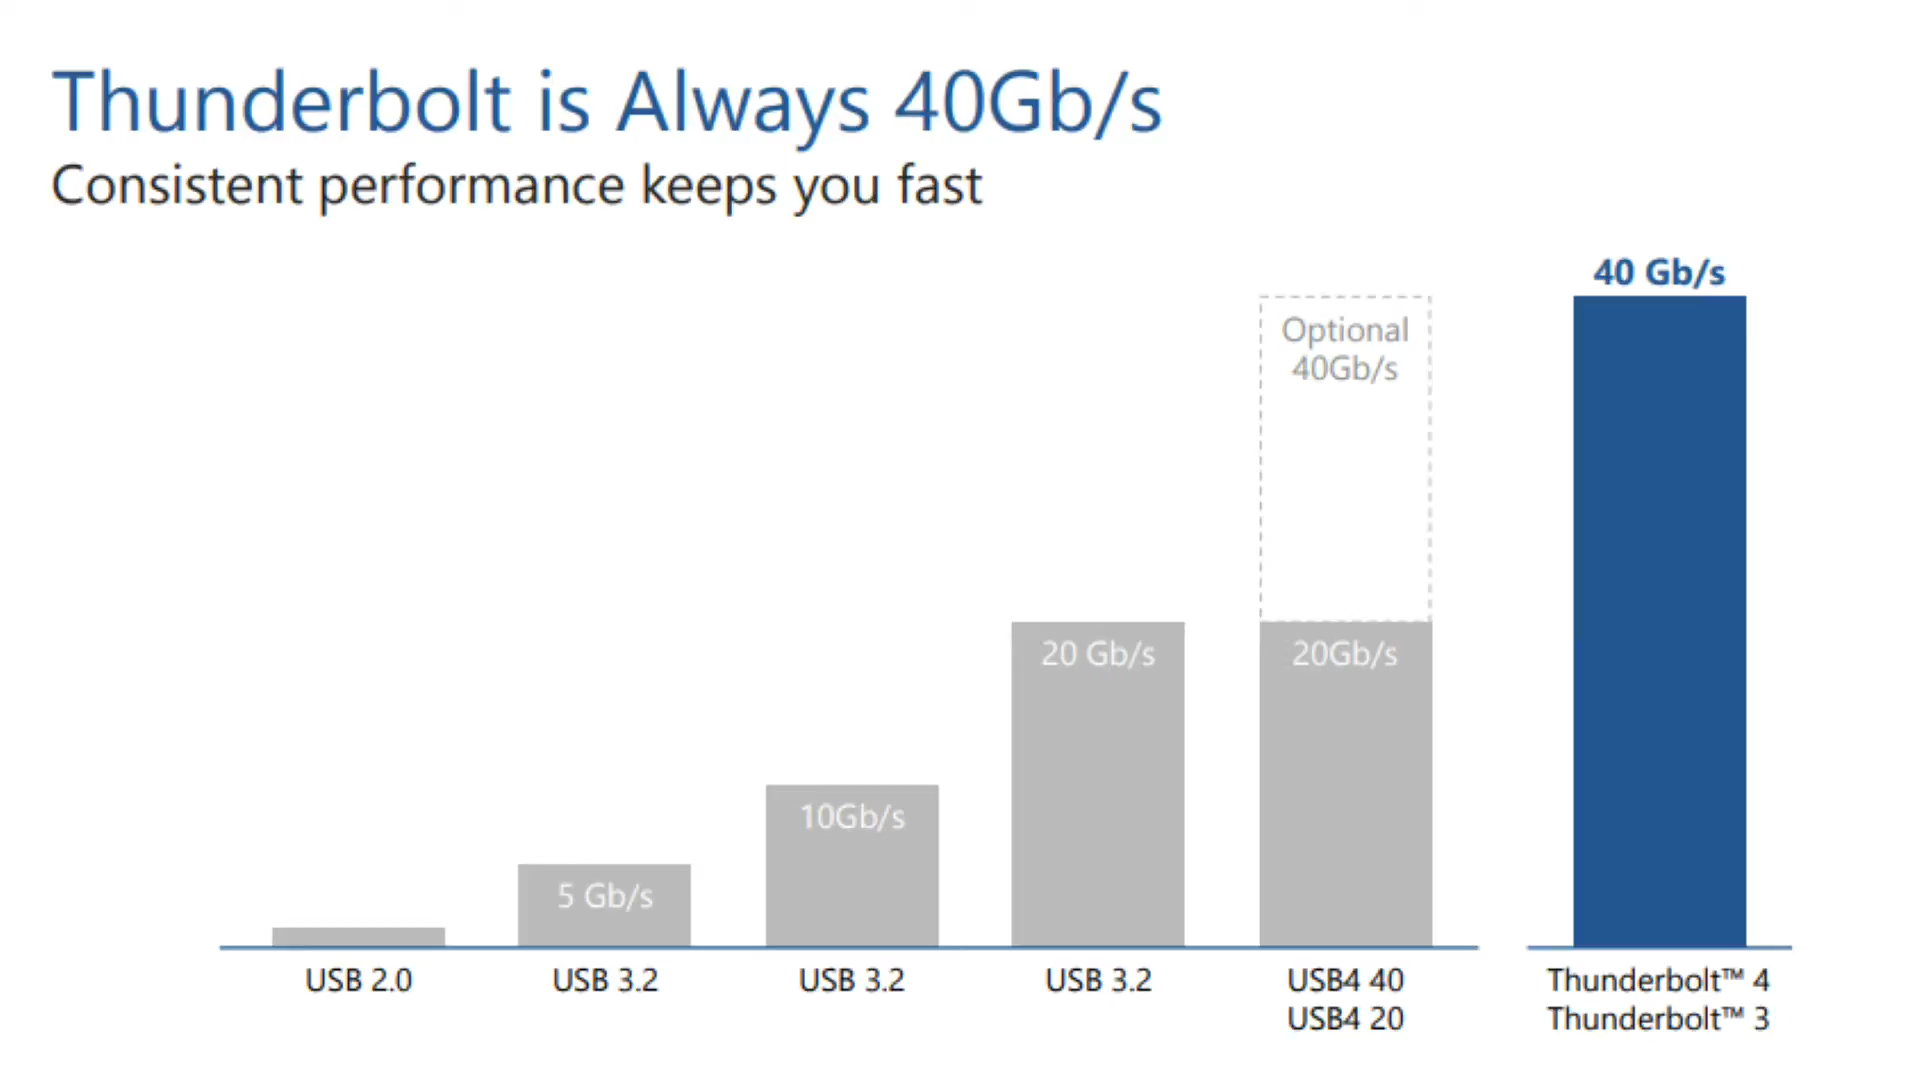 Thunderbolt is Always 40Gb/s
Consistent performance keeps you fast
40 Gb/s
Optional
40Gb/s
20 Gb/s
20Gb/s
10Gb/s
5 Gb/s
USB 2.0
USB 3.2
USB 3.2
USB 3.2
USB4 40
USB4 20
Thunderbolt™ 4
Thunderbolt™ 3